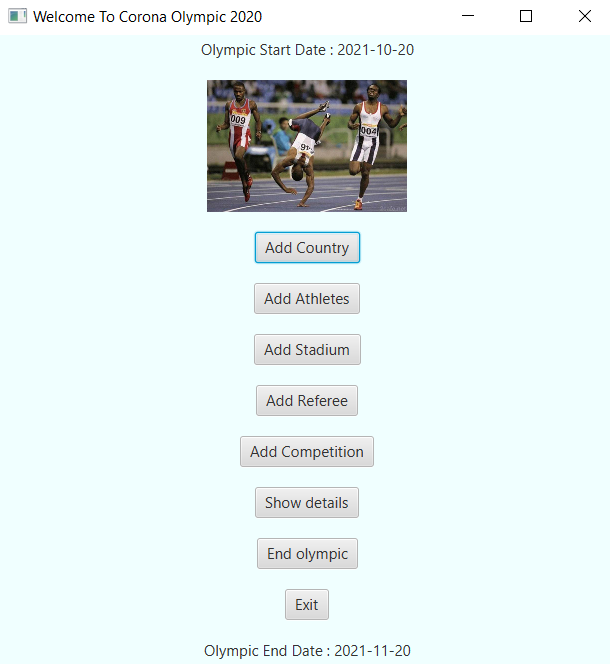 Welcome To Corona Olympic 2020
Olympic Start Date : 2021-10-20
009
004
Add Country
Add Athletes
Add Stadium
Add Referee
Add Competition
Show details
End olympic
Exit
Olympic End Date : 2021-11-20